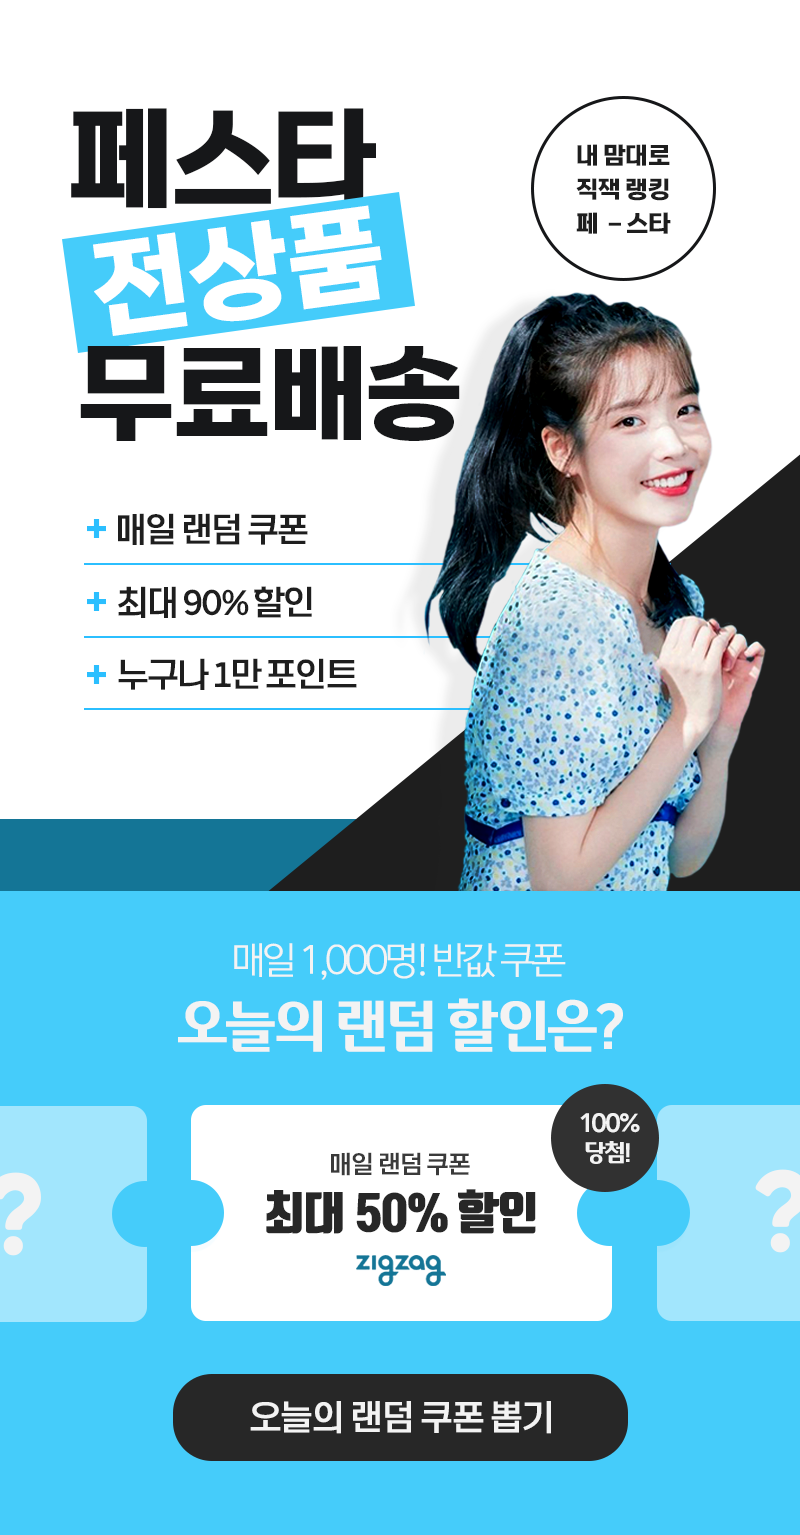 페스타
전상품
무료배송
내 맘대로
직잭 랭킹
페 - 스타
+ 매일 랜덤 쿠폰
+ 최대 90% 할인
+ 누구나 1만 포인트
매일 1,000명! 반값 쿠폰
오늘의 랜덤 할인은?
100%
당첨!
?
매일 랜덤 쿠폰
최대 50% 할인
zigzag
?
오늘의 랜덤 쿠폰 뽑기